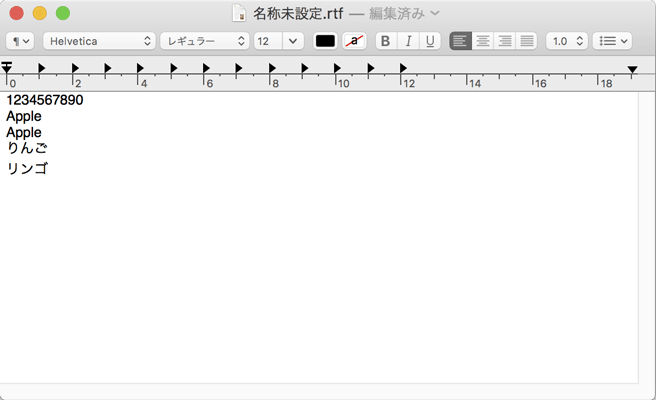 名称未設定.rtf — 編集済み
¶ Helvetica レギュラー 12 a B I U 1.0
0 2 4 6 8 10 12 14 16 18
1234567890
Apple
Apple
りんご
リンゴ